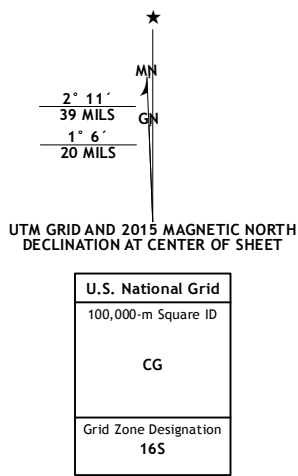 ★
MN
2° 11´
39 MILS
GN
1° 6´
20 MILS
UTM GRID AND 2015 MAGNETIC NORTH
DECLINATION AT CENTER OF SHEET
U.S. National Grid
100,000-m Square ID
CG
Grid Zone Designation
16S